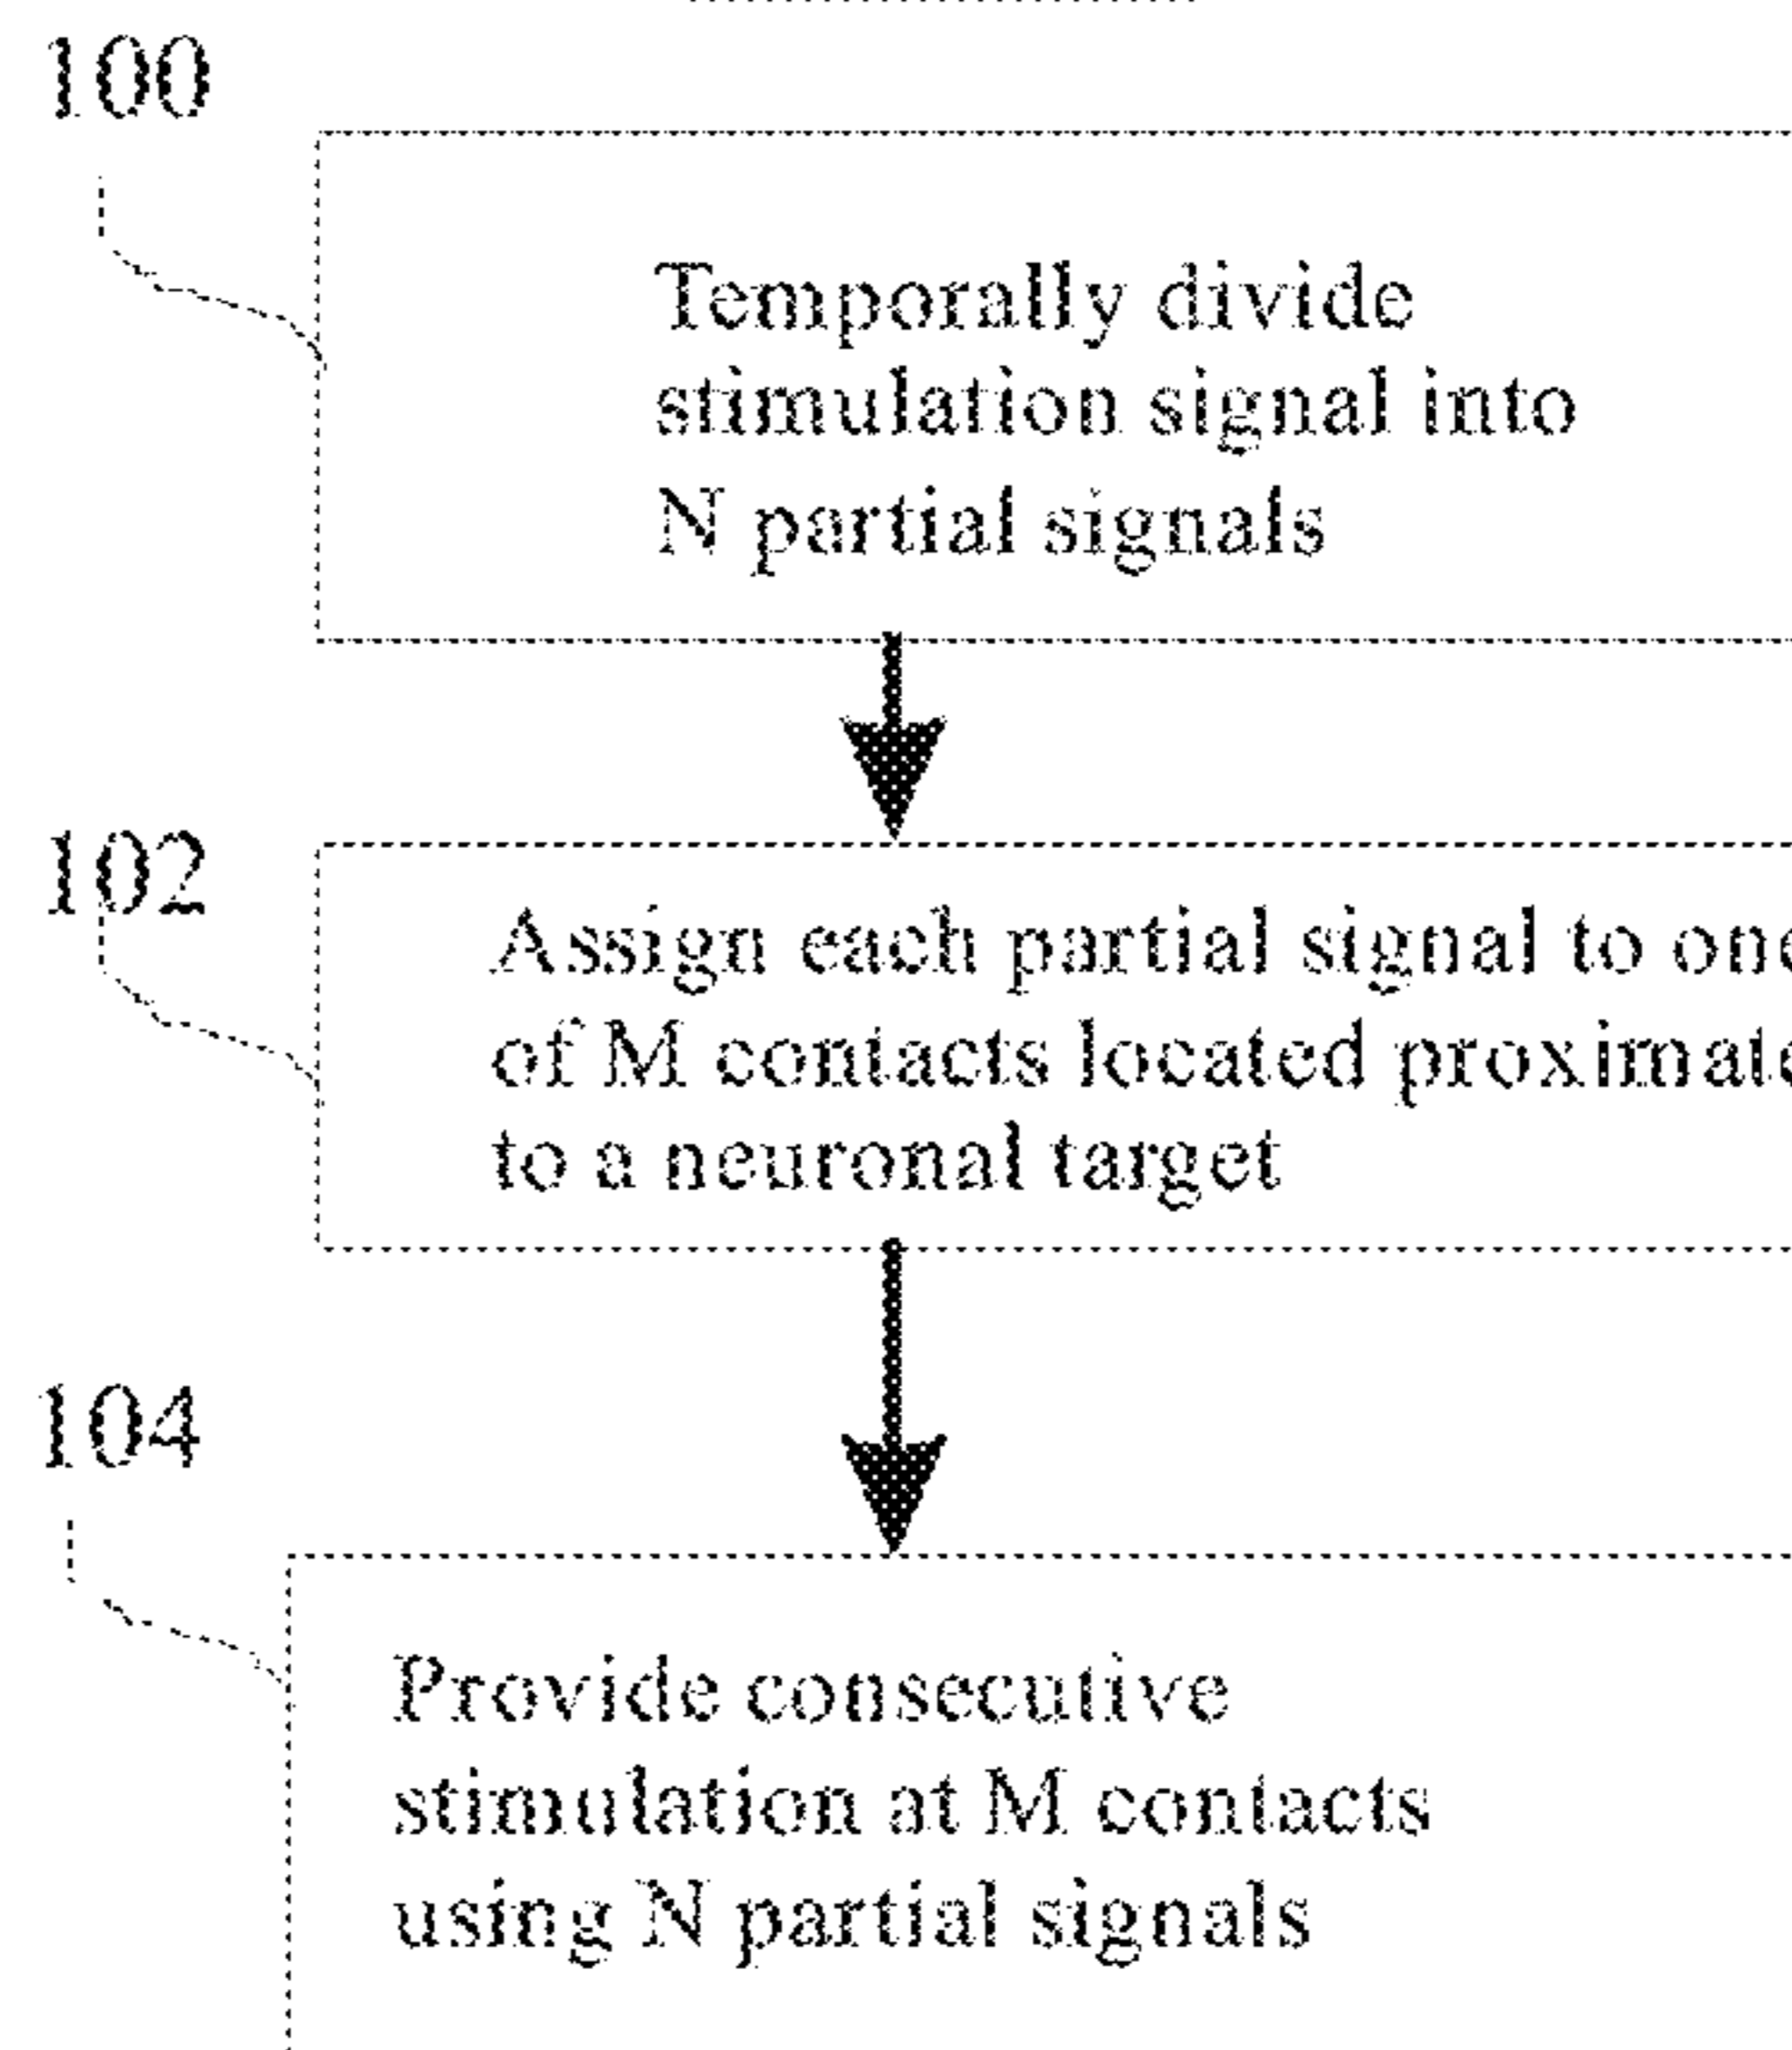 100
Temporally divide
stimulation signal into
N partial signals
102
Assign each partial signal to one
of M contacts located proximate
to a neuronal target
104
Provide consecutive
stimulation at M contacts
using N partial signals